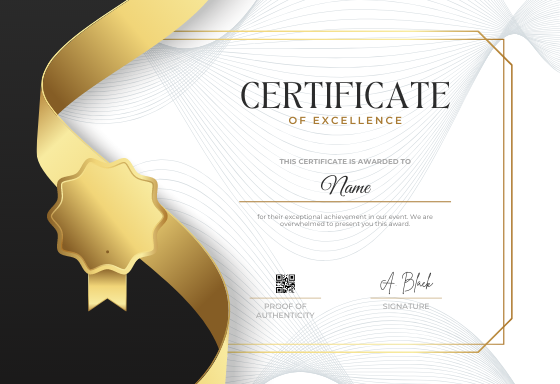 CERTIFICATE
OF EXCELLENCE
THIS CERTIFICATE IS AWARDED TO
Name
for their exceptional achievement in our event. We are
overwhelmed to present you this award.
A Black
PROOF OF
AUTHENTICITY
SIGNATURE